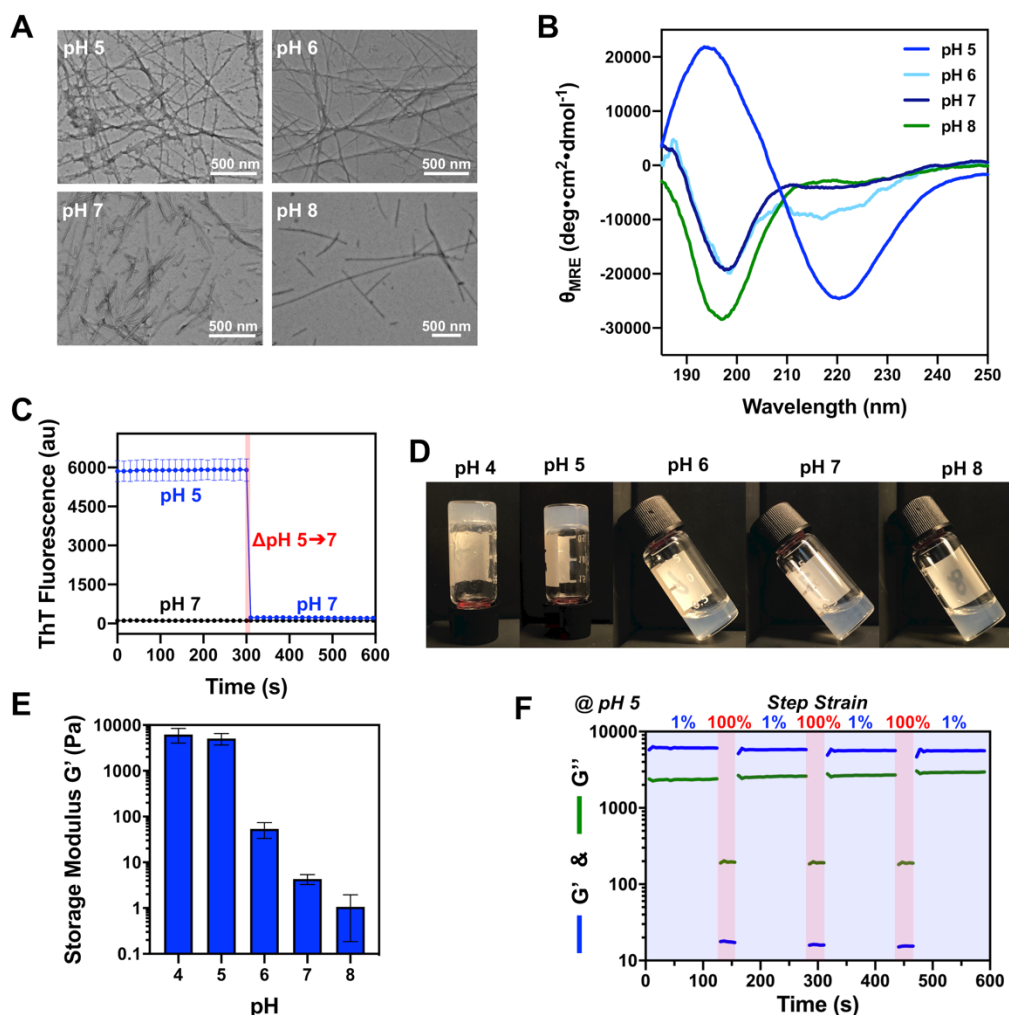 A
pH 5
pH 6
500 nm
500 nm
pH 7
pH 8
500 nm
500 nm
B
θMRE (deg•cm²•dmol⁻¹)
20000
10000
0
-10000
-20000
-30000
pH 5
pH 6
pH 7
pH 8
190 200 210 220 230 240 250
Wavelength (nm)
C
ThT Fluorescence (au)
6000
4500
3000
1500
0
pH 5
ΔpH 5→7
pH 7
pH 7
0 100 200 300 400 500 600
Time (s)
D
pH 4 pH 5 pH 6 pH 7 pH 8
E
Storage Modulus G' (Pa)
10000
1000
100
10
1
0.1
4 5 6 7 8
pH
F
@ pH 5
Step Strain
1% 100% 1% 100% 1% 100% 1%
G' & G''
10000
1000
100
10
0 100 200 300 400 500 600
Time (s)